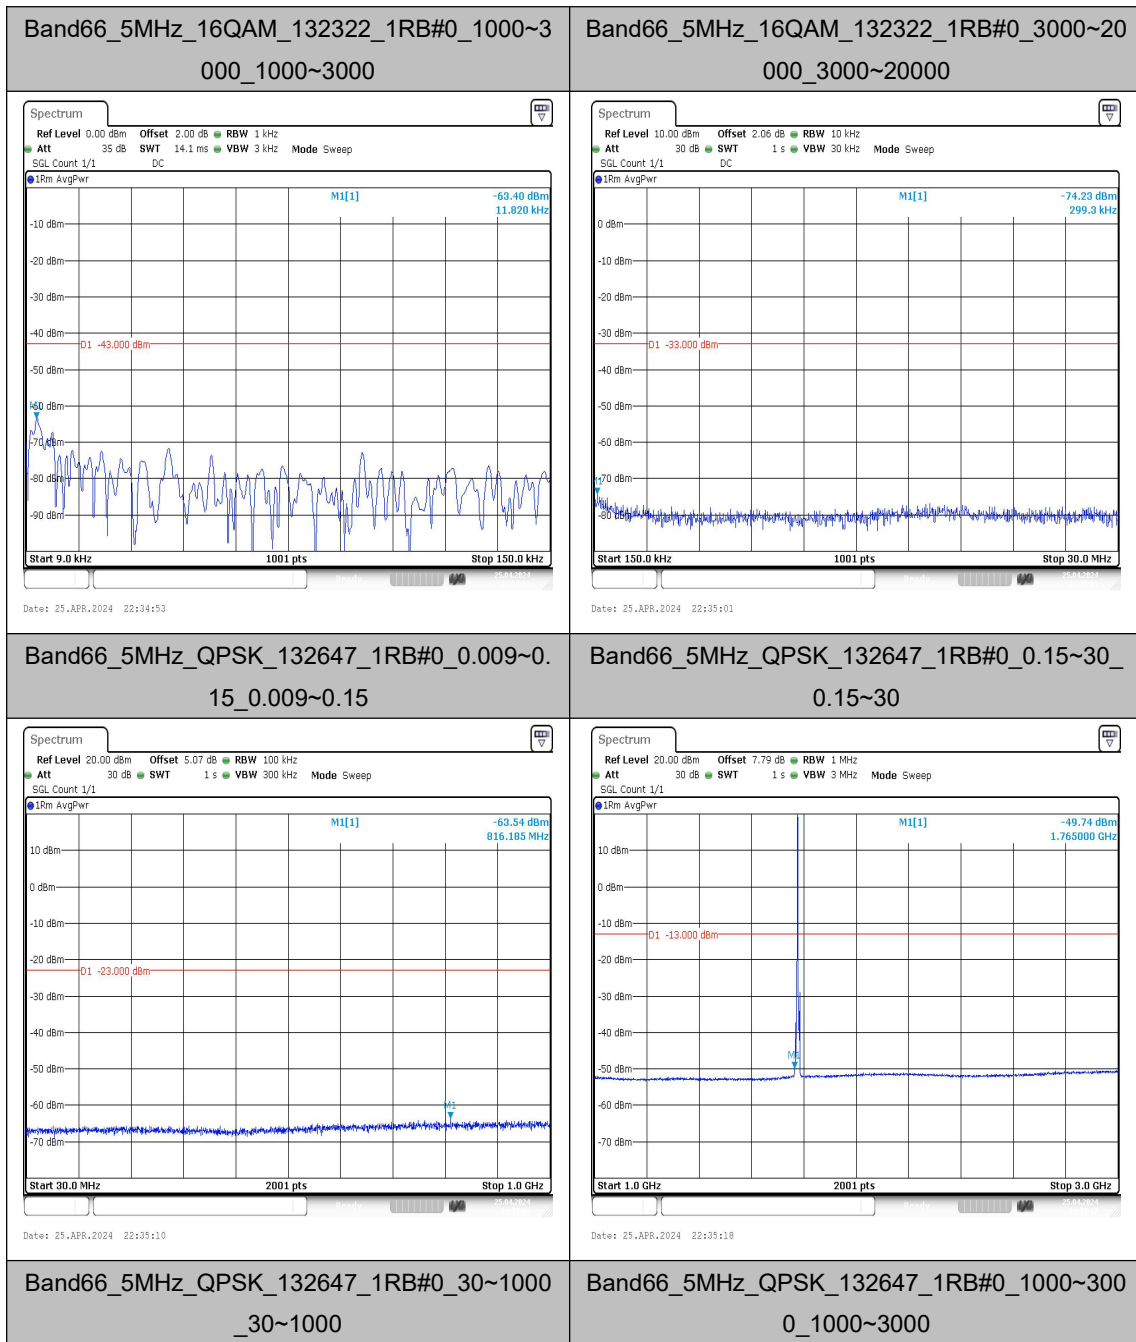 Band66_5MHz_16QAM_132322_1RB#0_1000~3
000_1000~3000
Band66_5MHz_16QAM_132322_1RB#0_3000~20
000_3000~20000
Spectrum
Ref Level 0.00 dBm Offset 2.00 dB RBW 1 kHz
Att 35 dB SWT 14.1 ms VBW 3 kHz Mode Sweep
SGL Count 1/1 DC
1Rm AvgPwr
M1[1] -63.40 dBm
11.820 kHz
-10 dBm
-20 dBm
-30 dBm
-40 dBm
D1 -43.000 dBm
-50 dBm
-60 dBm
-70 dBm
-80 dBm
-90 dBm
Start 9.0 kHz 1001 pts Stop 150.0 kHz
Ready 25.04.2024
Date: 25.APR.2024 22:34:53
Spectrum
Ref Level 10.00 dBm Offset 2.06 dB RBW 10 kHz
Att 30 dB SWT 1 s VBW 30 kHz Mode Sweep
SGL Count 1/1 DC
1Rm AvgPwr
M1[1] -74.23 dBm
299.3 kHz
0 dBm
-10 dBm
-20 dBm
-30 dBm
D1 -33.000 dBm
-40 dBm
-50 dBm
-60 dBm
-70 dBm
-80 dBm
Start 150.0 kHz 1001 pts Stop 30.0 MHz
Ready 25.04.2024
Date: 25.APR.2024 22:35:01
Band66_5MHz_QPSK_132647_1RB#0_0.009~0.
15_0.009~0.15
Band66_5MHz_QPSK_132647_1RB#0_0.15~30_
0.15~30
Spectrum
Ref Level 20.00 dBm Offset 5.07 dB RBW 100 kHz
Att 30 dB SWT 1 s VBW 300 kHz Mode Sweep
SGL Count 1/1
1Rm AvgPwr
M1[1] -63.54 dBm
816.185 MHz
10 dBm
0 dBm
-10 dBm
-20 dBm
D1 -23.000 dBm
-30 dBm
-40 dBm
-50 dBm
-60 dBm
M1
-70 dBm
Start 30.0 MHz 2001 pts Stop 1.0 GHz
Ready 25.04.2024
Date: 25.APR.2024 22:35:10
Spectrum
Ref Level 20.00 dBm Offset 7.79 dB RBW 1 MHz
Att 30 dB SWT 1 s VBW 3 MHz Mode Sweep
SGL Count 1/1
1Rm AvgPwr
M1[1] -49.74 dBm
1.765000 GHz
10 dBm
0 dBm
-10 dBm
D1 -13.000 dBm
-20 dBm
-30 dBm
-40 dBm
M1
-50 dBm
-60 dBm
-70 dBm
Start 1.0 GHz 2001 pts Stop 3.0 GHz
Ready 25.04.2024
Date: 25.APR.2024 22:35:18
Band66_5MHz_QPSK_132647_1RB#0_30~1000
_30~1000
Band66_5MHz_QPSK_132647_1RB#0_1000~300
0_1000~3000